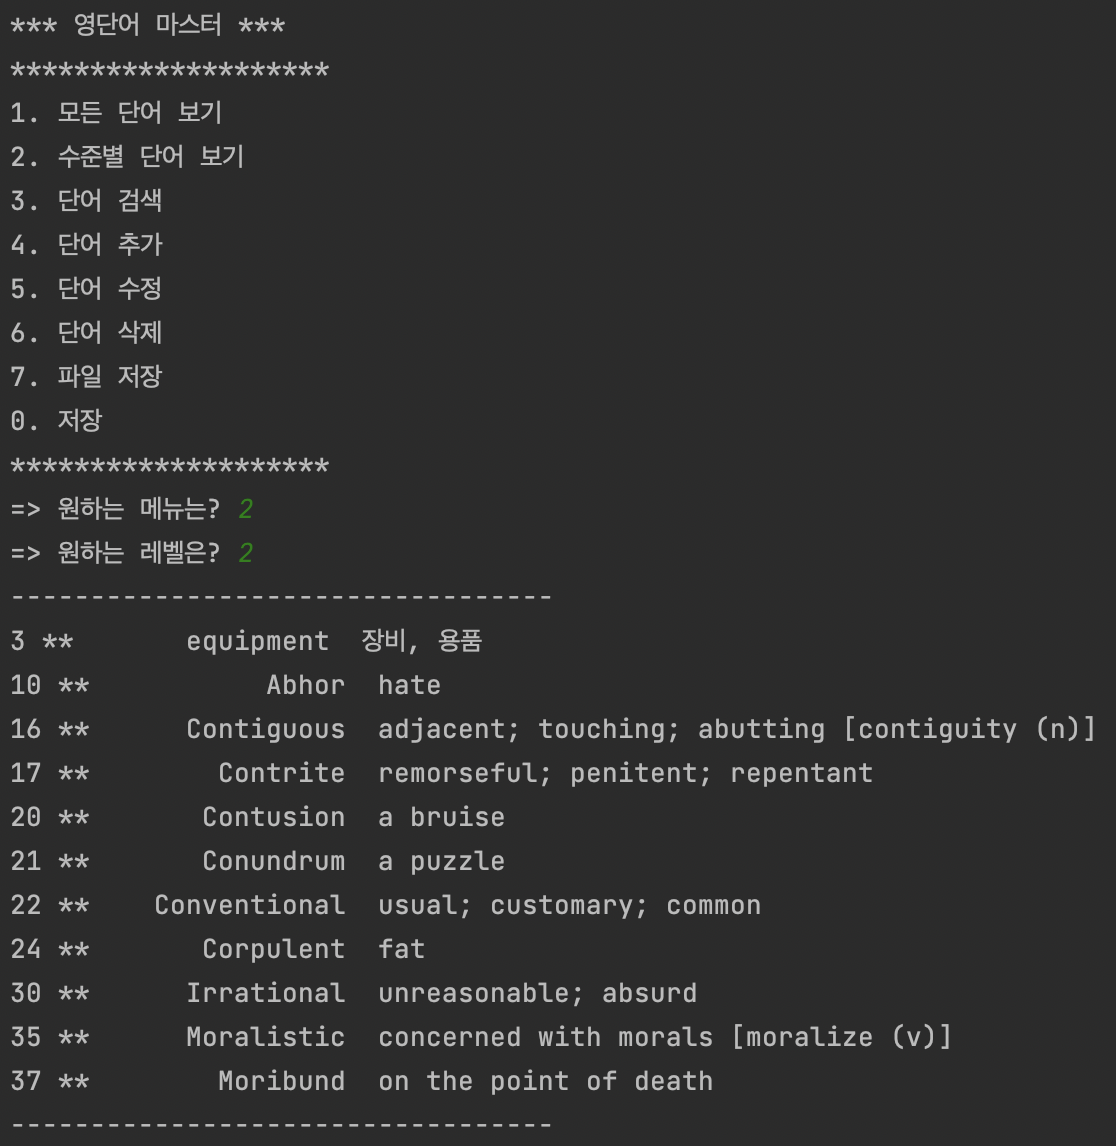 *** 영단어 마스터 ***
********************
1. 모든 단어 보기
2. 수준별 단어 보기
3. 단어 검색
4. 단어 추가
5. 단어 수정
6. 단어 삭제
7. 파일 저장
0. 저장
********************
=> 원하는 메뉴는? 2
=> 원하는 레벨은? 2
----------------------------------
3 **       equipment  장비, 용품
10 **           Abhor  hate
16 **      Contiguous  adjacent; touching; abutting [contiguity (n)]
17 **        Contrite  remorseful; penitent; repentant
20 **       Contusion  a bruise
21 **       Conundrum  a puzzle
22 **    Conventional  usual; customary; common
24 **       Corpulent  fat
30 **      Irrational  unreasonable; absurd
35 **      Moralistic  concerned with morals [moralize (v)]
37 **        Moribund  on the point of death
----------------------------------